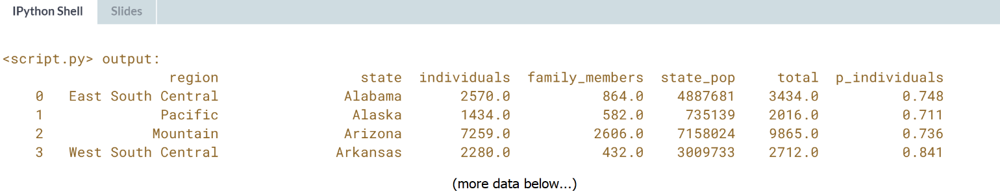 IPython Shell Slides
<script.py> output:
region state individuals family_members state_pop total p_individuals
0 East South Central Alabama 2570.0 864.0 4887681 3434.0 0.748
1 Pacific Alaska 1434.0 582.0 735139 2016.0 0.711
2 Mountain Arizona 7259.0 2606.0 7158024 9865.0 0.736
3 West South Central Arkansas 2280.0 432.0 3009733 2712.0 0.841
(more data below...)